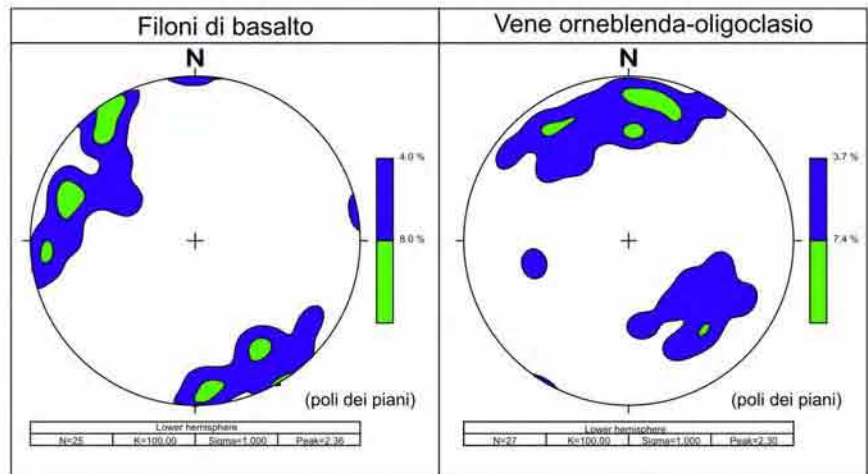 Filoni di basalto
N
4.0 %
8.0 %
(poli dei piani)
Lower hemisphere
N=25 K=100.00 Sigma=1.000 Peak=2.36
Vene orneblenda-oligoclasio
N
3.7 %
7.4 %
(poli dei piani)
Lower hemisphere
N=27 K=100.00 Sigma=1.000 Peak=2.30